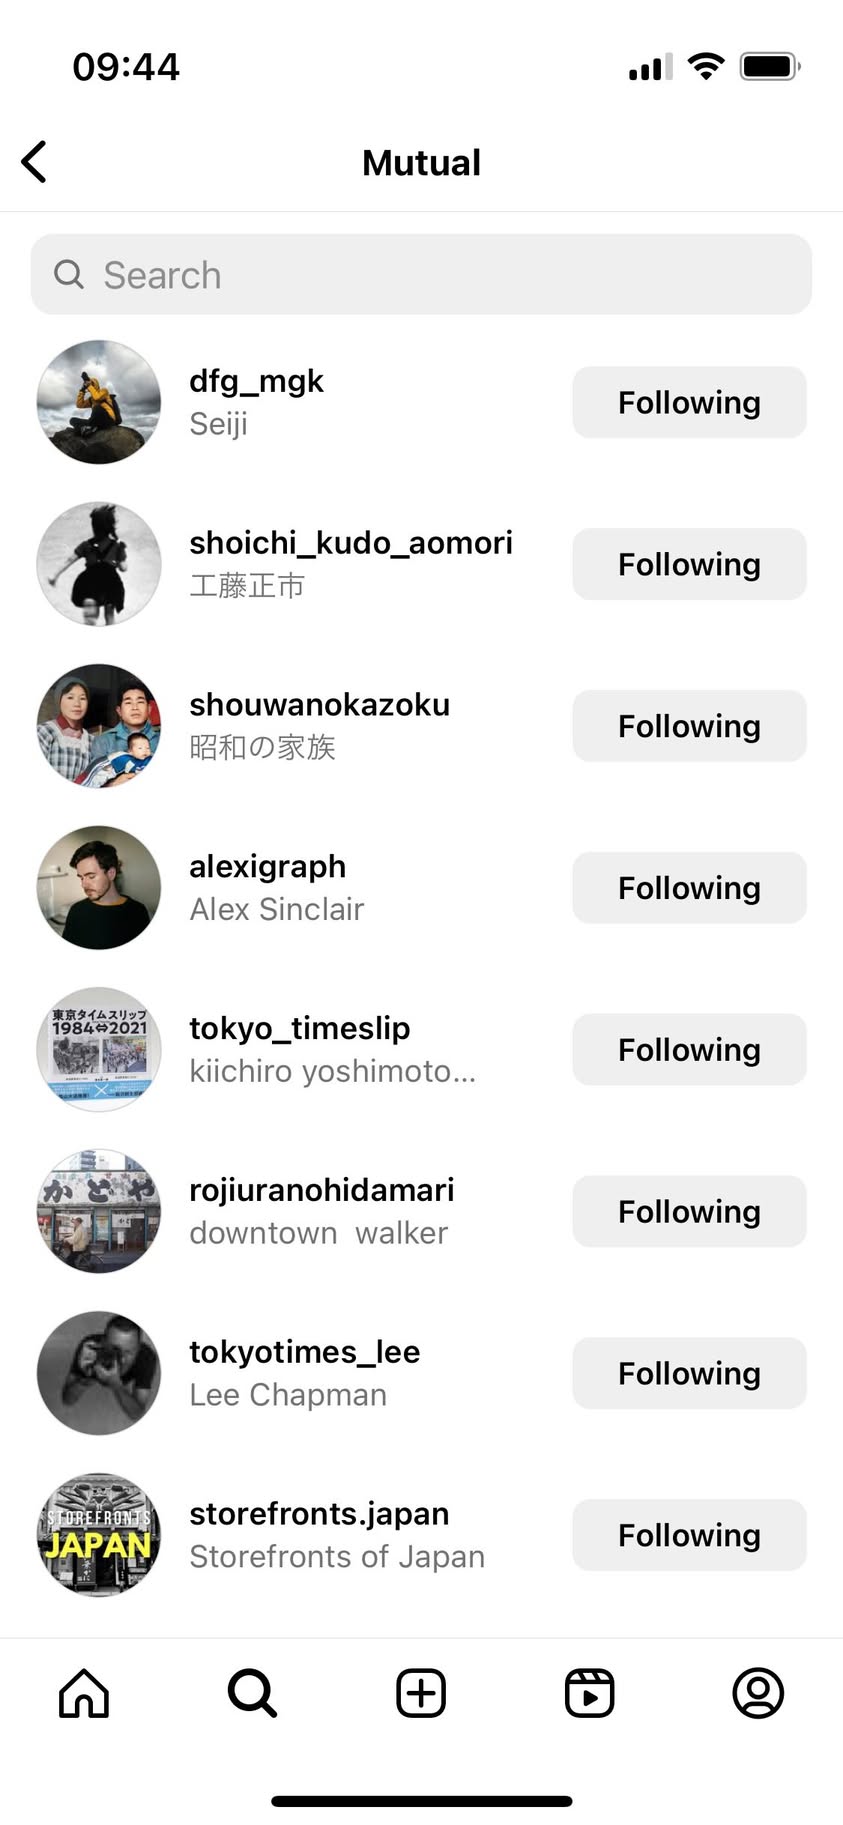 09:44
Mutual
Search
dfg_mgk
Seiji
Following
shoichi_kudo_aomori
工藤正市
Following
shouwanokazoku
昭和の家族
Following
alexigraph
Alex Sinclair
Following
東京タイムスリップ
1984⇔2021
tokyo_timeslip
kiichiro yoshimoto...
Following
かどや
rojiuranohidamari
downtown  walker
Following
tokyotimes_lee
Lee Chapman
Following
STOREFRONTS
JAPAN
storefronts.japan
Storefronts of Japan
Following